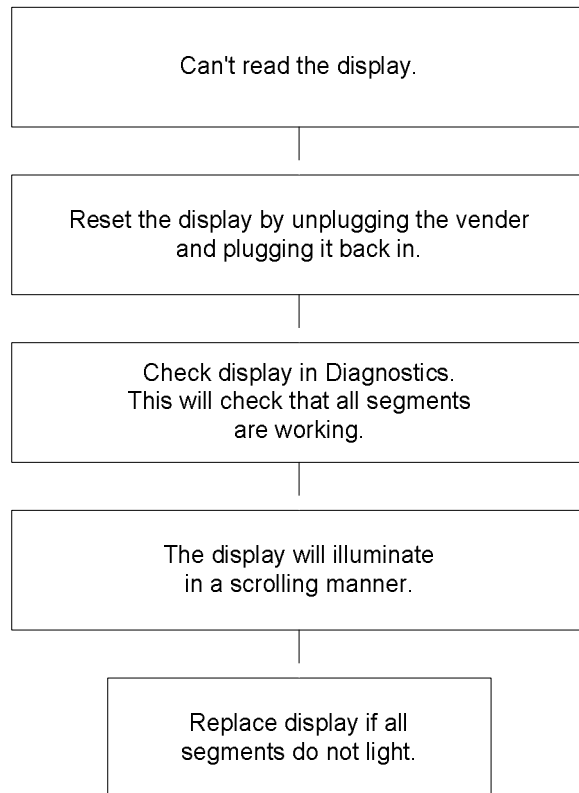 Can't read the display.
Reset the display by unplugging the vender
and plugging it back in.
Check display in Diagnostics.
This will check that all segments
are working.
The display will illuminate
in a scrolling manner.
Replace display if all
segments do not light.